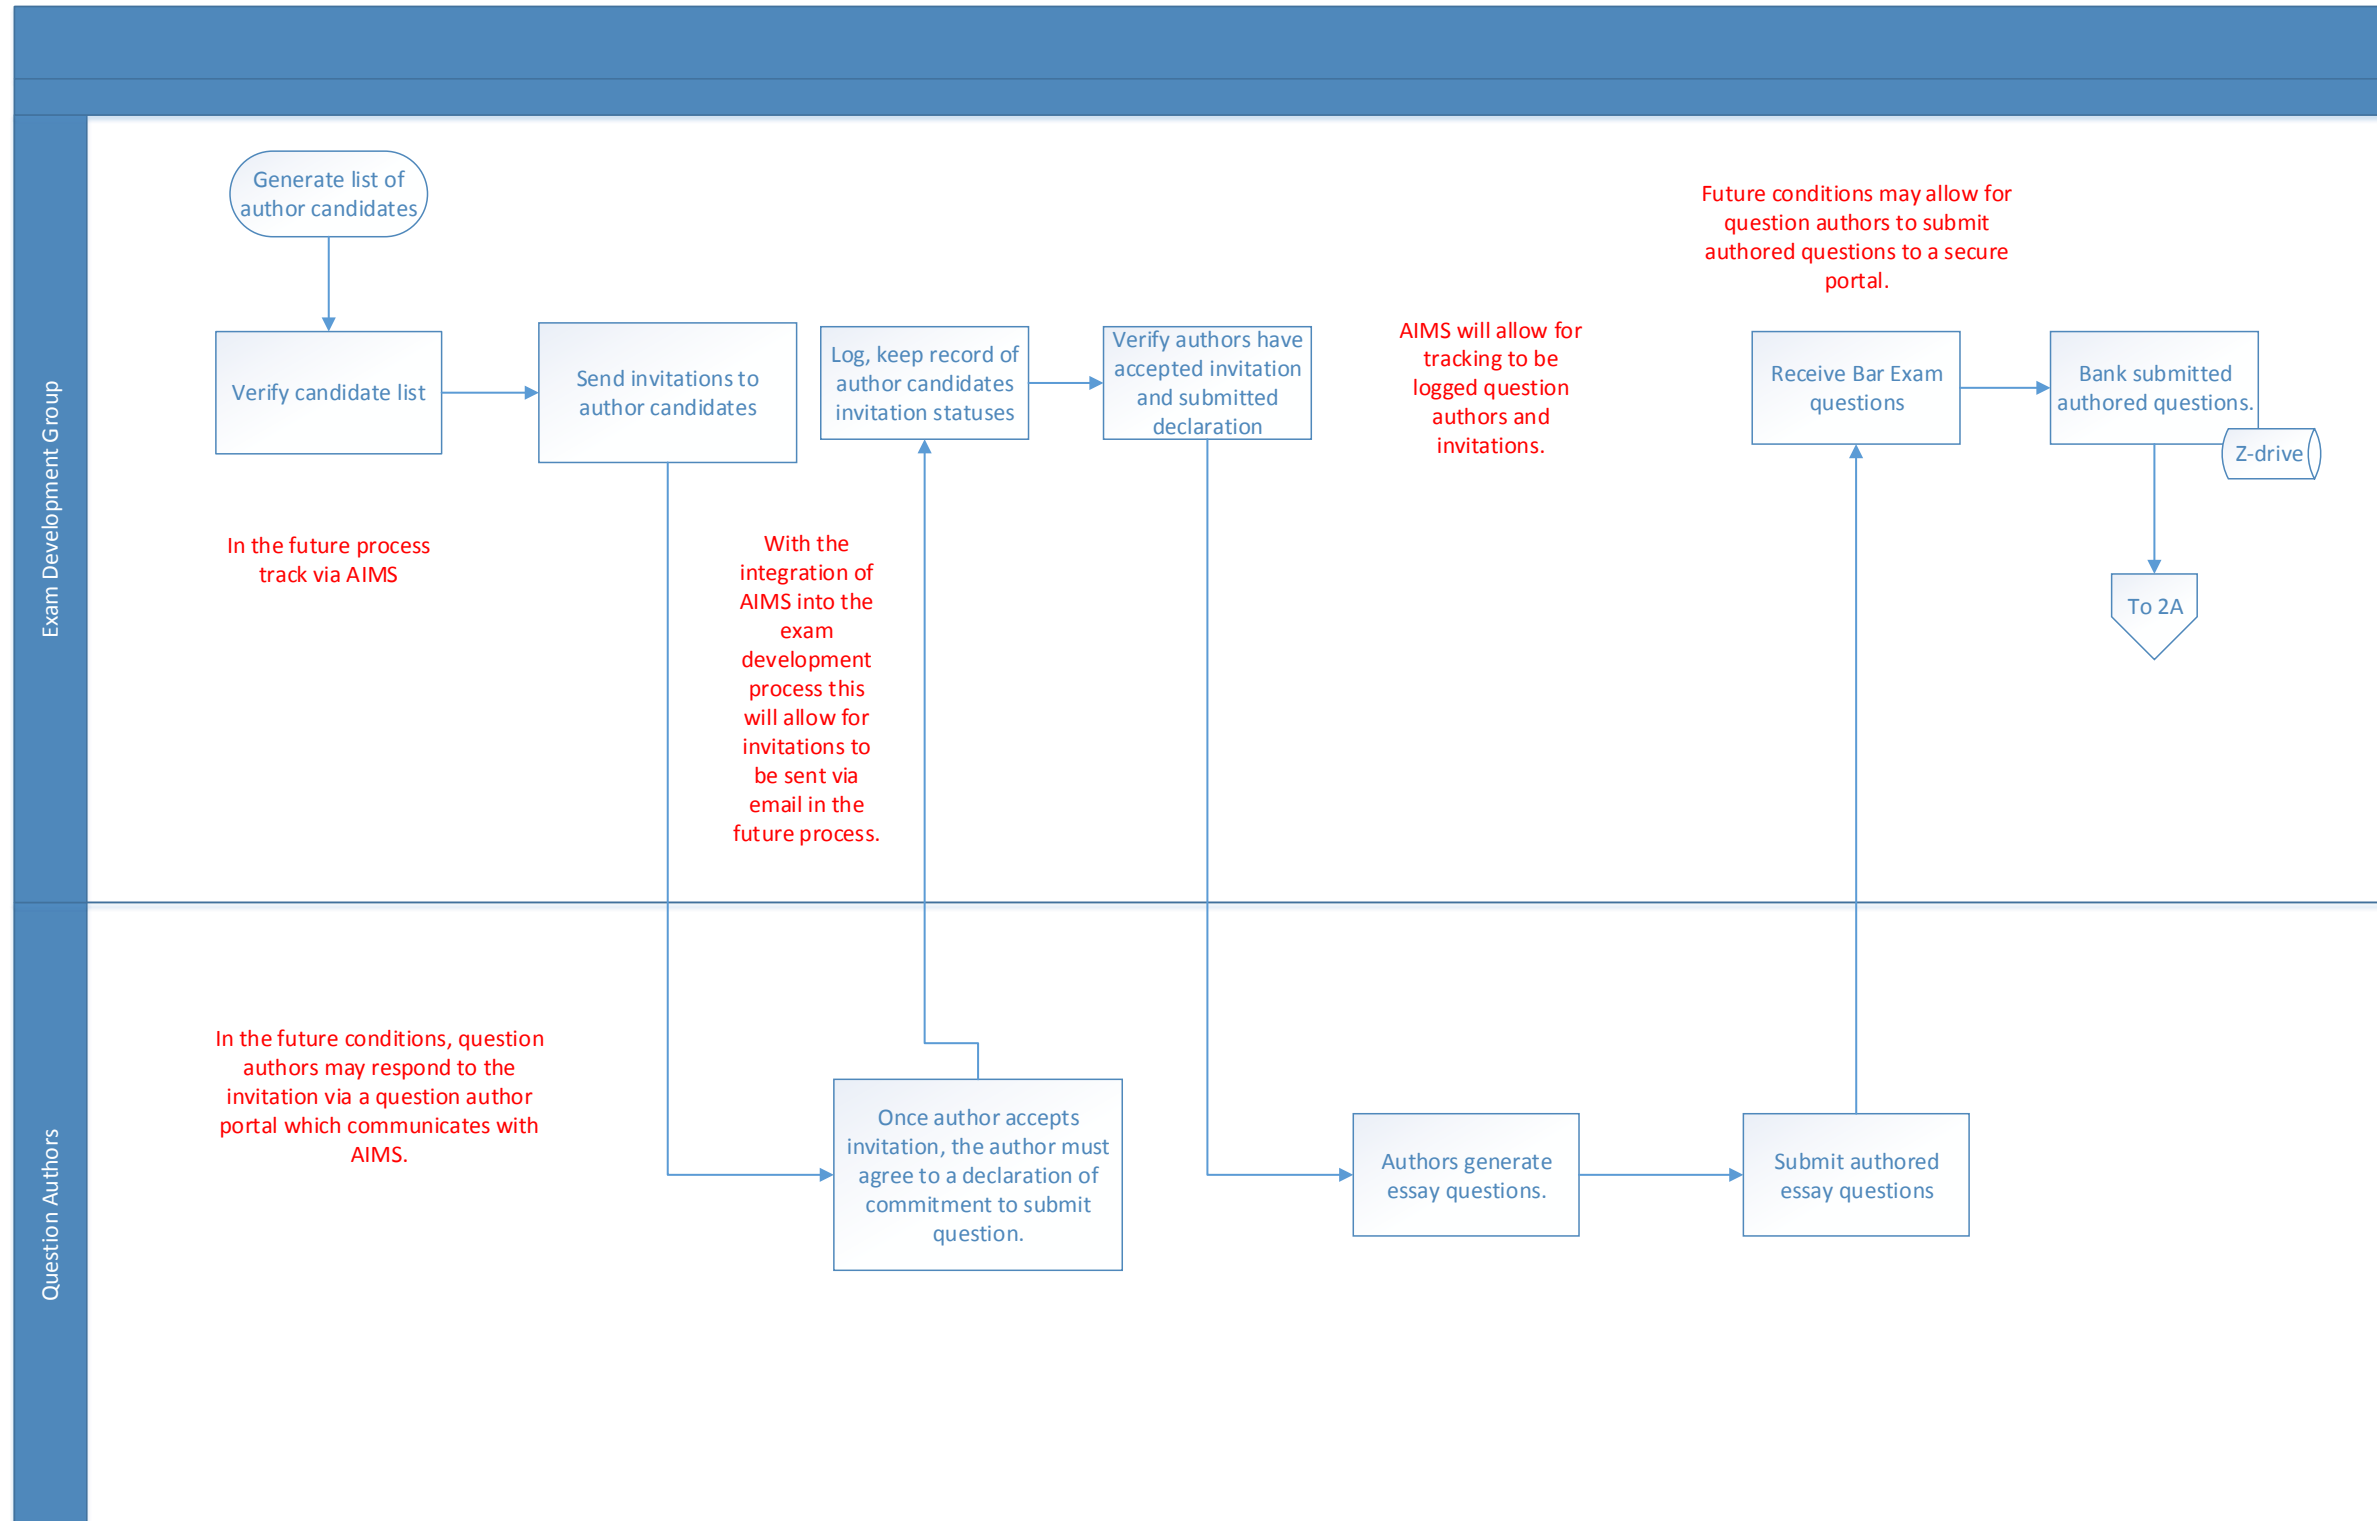 Exam Development Group
Generate list of
author candidates
Verify candidate list
Send invitations to
author candidates
Log, keep record of
author candidates
invitation statuses
Verify authors have
accepted invitation
and submitted
declaration
AIMS will allow for
tracking to be
logged question
authors and
invitations.
Future conditions may allow for
question authors to submit
authored questions to a secure
portal.
Receive Bar Exam
questions
Bank submitted
authored questions.
Z-drive
To 2A
In the future process
track via AIMS
With the
integration of
AIMS into the
exam
development
process this
will allow for
invitations to
be sent via
email in the
future process.
Question Authors
In the future conditions, question
authors may respond to the
invitation via a question author
portal which communicates with
AIMS.
Once author accepts
invitation, the author must
agree to a declaration of
commitment to submit
question.
Authors generate
essay questions.
Submit authored
essay questions